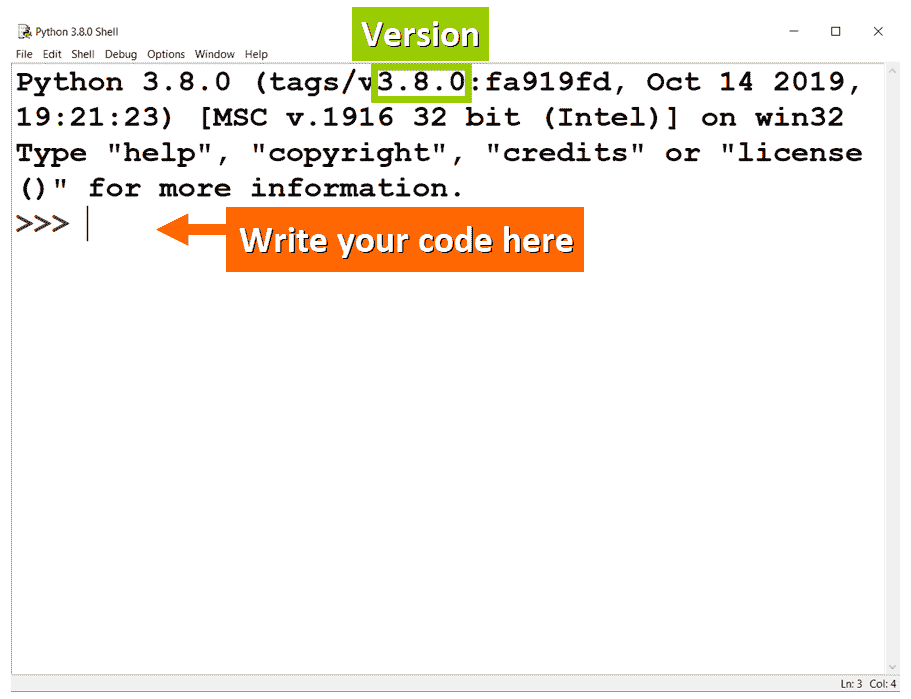 Python 3.8.0 Shell
Version
File Edit Shell Debug Options Window Help
Python 3.8.0 (tags/v3.8.0:fa919fd, Oct 14 2019,
19:21:23) [MSC v.1916 32 bit (Intel)] on win32
Type "help", "copyright", "credits" or "license
()" for more information.
>>>
Write your code here
Ln: 3 Col: 4